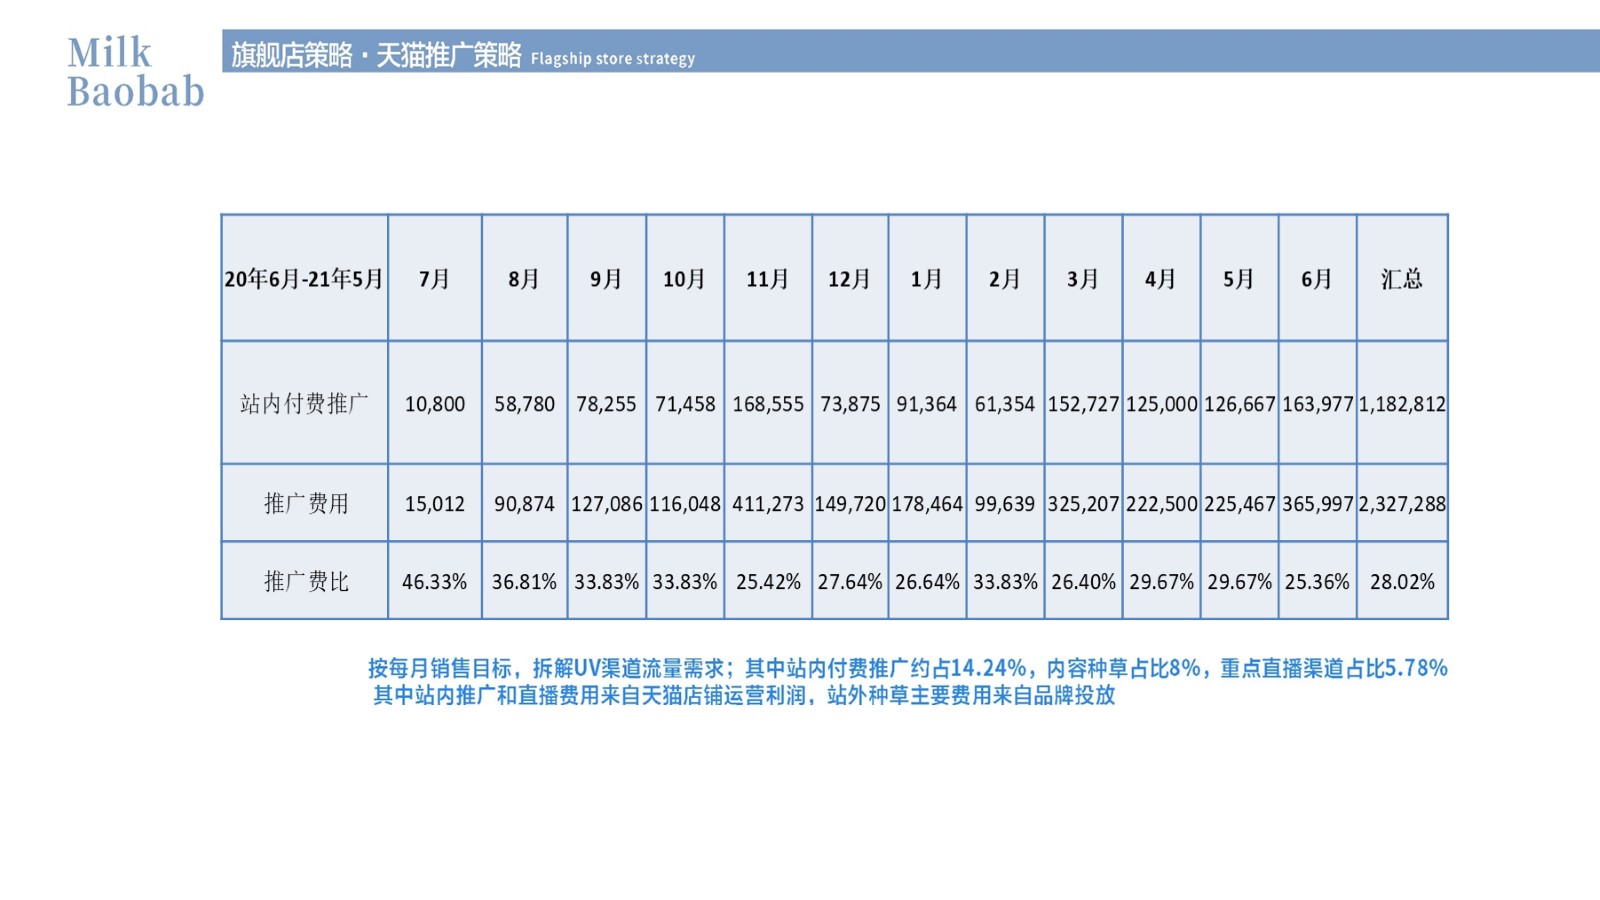 Milk
Baobab
旗舰店策略·天猫推广策略 Flagship store strategy
20年6月-21年5月 7月 8月 9月 10月 11月 12月 1月 2月 3月 4月 5月 6月 汇总
站内付费推广 10,800 58,780 78,255 71,458 168,555 73,875 91,364 61,354 152,727 125,000 126,667 163,977 1,182,812
推广费用 15,012 90,874 127,086 116,048 411,273 149,720 178,464 99,639 325,207 222,500 225,467 365,997 2,327,288
推广费比 46.33% 36.81% 33.83% 33.83% 25.42% 27.64% 26.64% 33.83% 26.40% 29.67% 29.67% 25.36% 28.02%
按每月销售目标，拆解UV渠道流量需求；其中站内付费推广约占14.24%，内容种草占比8%，重点直播渠道占比5.78%
其中站内推广和直播费用来自天猫店铺运营利润，站外种草主要费用来自品牌投放